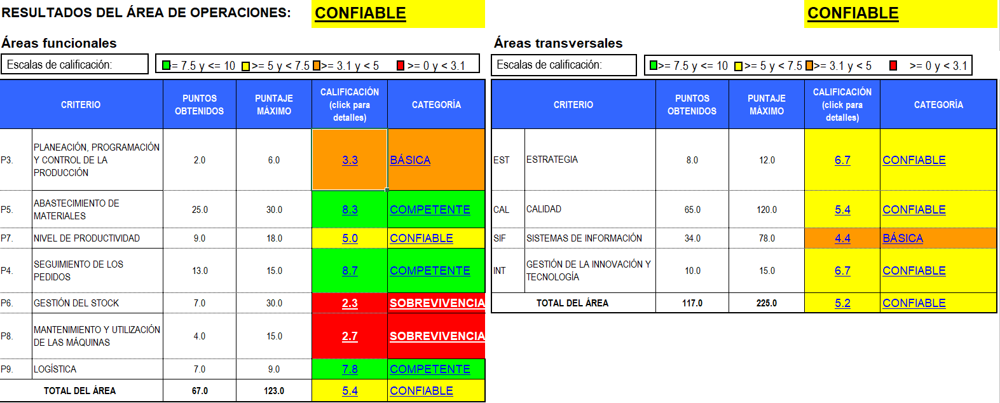 RESULTADOS DEL ÁREA DE OPERACIONES: CONFIABLE CONFIABLE
Áreas funcionales
Escalas de calificación: = 7.5 y <= 10 >= 5 y < 7.5 >= 3.1 y < 5 >= 0 y < 3.1
CRITERIO PUNTOS OBTENIDOS PUNTAJE MÁXIMO CALIFICACIÓN (click para detalles) CATEGORÍA
P3. PLANEACIÓN, PROGRAMACIÓN Y CONTROL DE LA PRODUCCIÓN 2.0 6.0 3.3 BÁSICA
P5. ABASTECIMIENTO DE MATERIALES 25.0 30.0 8.3 COMPETENTE
P7. NIVEL DE PRODUCTIVIDAD 9.0 18.0 5.0 CONFIABLE
P4. SEGUIMIENTO DE LOS PEDIDOS 13.0 15.0 8.7 COMPETENTE
P6. GESTIÓN DEL STOCK 7.0 30.0 2.3 SOBREVIVENCIA
P8. MANTENIMIENTO Y UTILIZACIÓN DE LAS MÁQUINAS 4.0 15.0 2.7 SOBREVIVENCIA
P9. LOGÍSTICA 7.0 9.0 7.8 COMPETENTE
TOTAL DEL ÁREA 67.0 123.0 5.4 CONFIABLE
Áreas transversales
Escalas de calificación: >= 7.5 y <= 10 >= 5 y < 7.5 >= 3.1 y < 5 >= 0 y < 3.1
CRITERIO PUNTOS OBTENIDOS PUNTAJE MÁXIMO CALIFICACIÓN (click para detalles) CATEGORÍA
EST ESTRATEGIA 8.0 12.0 6.7 CONFIABLE
CAL CALIDAD 65.0 120.0 5.4 CONFIABLE
SIF SISTEMAS DE INFORMACIÓN 34.0 78.0 4.4 BÁSICA
INT GESTIÓN DE LA INNOVACIÓN Y TECNOLOGÍA 10.0 15.0 6.7 CONFIABLE
TOTAL DEL ÁREA 117.0 225.0 5.2 CONFIABLE